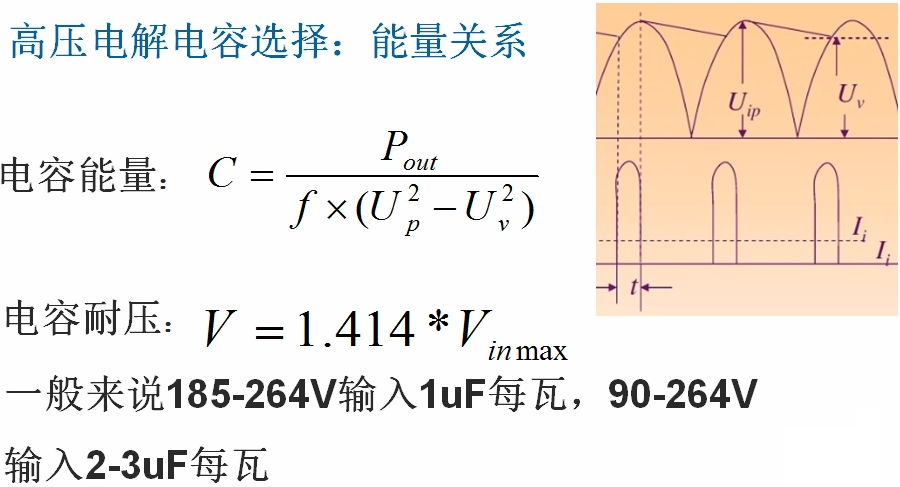 高压电解电容选择：能量关系
电容能量： C = P_out / f×(U_p^2 − U_v^2)
电容耐压： V = 1.414 * V_in max
一般来说185-264V输入1uF每瓦，90-264V
输入2-3uF每瓦
U_ip
U_v
I_i
I_i
t